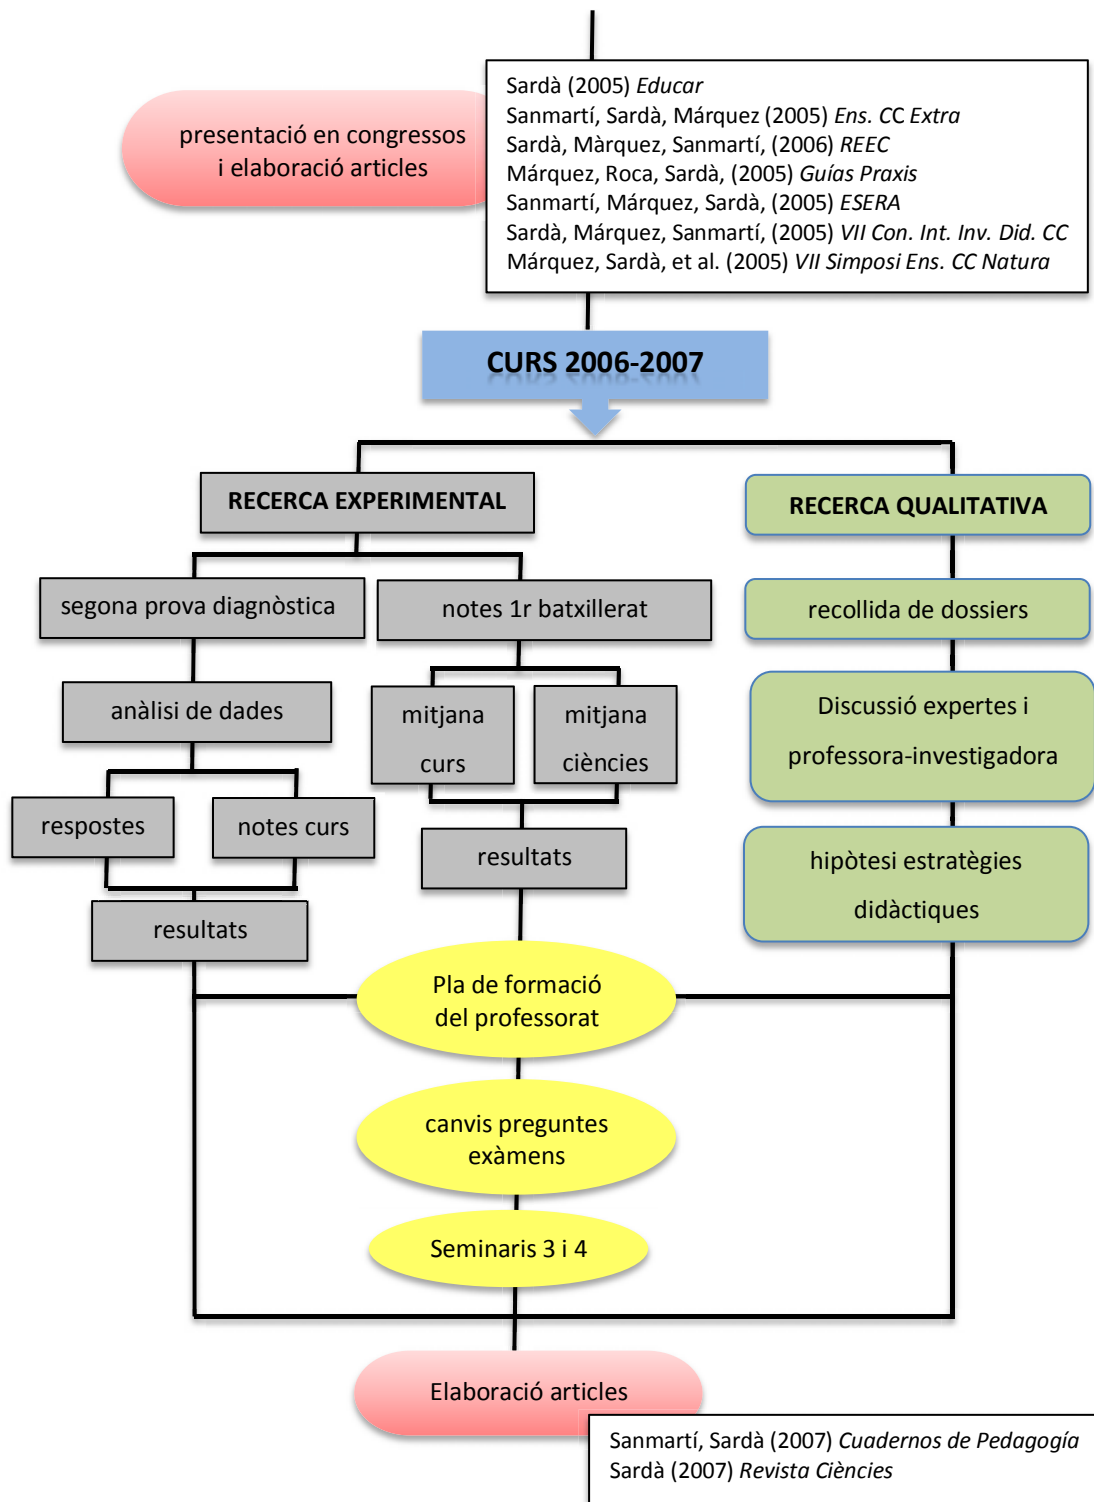 presentació en congressos
i elaboració articles
Sardà (2005) Educar
Sanmartí, Sardà, Márquez (2005) Ens. CC Extra
Sardà, Màrquez, Sanmartí, (2006) REEC
Márquez, Roca, Sardà, (2005) Guías Praxis
Sanmartí, Márquez, Sardà, (2005) ESERA
Sardà, Márquez, Sanmartí, (2005) VII Con. Int. Inv. Did. CC
Márquez, Sardà, et al. (2005) VII Simposi Ens. CC Natura
CURS 2006-2007
RECERCA EXPERIMENTAL
RECERCA QUALITATIVA
segona prova diagnòstica
notes 1r batxillerat
recollida de dossiers
anàlisi de dades
mitjana
curs
mitjana
ciències
Discussió expertes i
professora-investigadora
respostes
notes curs
resultats
hipòtesi estratègies
didàctiques
resultats
Pla de formació
del professorat
canvis preguntes
exàmens
Seminaris 3 i 4
Elaboració articles
Sanmartí, Sardà (2007) Cuadernos de Pedagogía
Sardà (2007) Revista Ciències